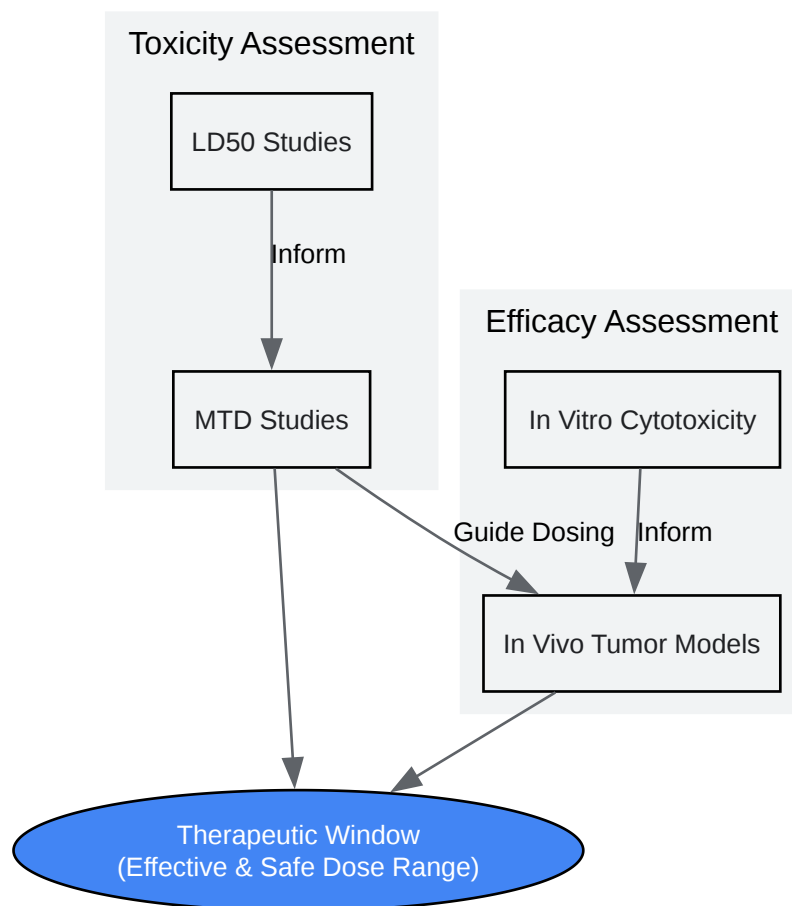 Toxicity Assessment
LD50 Studies
Inform
MTD Studies
Efficacy Assessment
In Vitro Cytotoxicity
Guide Dosing
Inform
In Vivo Tumor Models
Therapeutic Window
(Effective & Safe Dose Range)